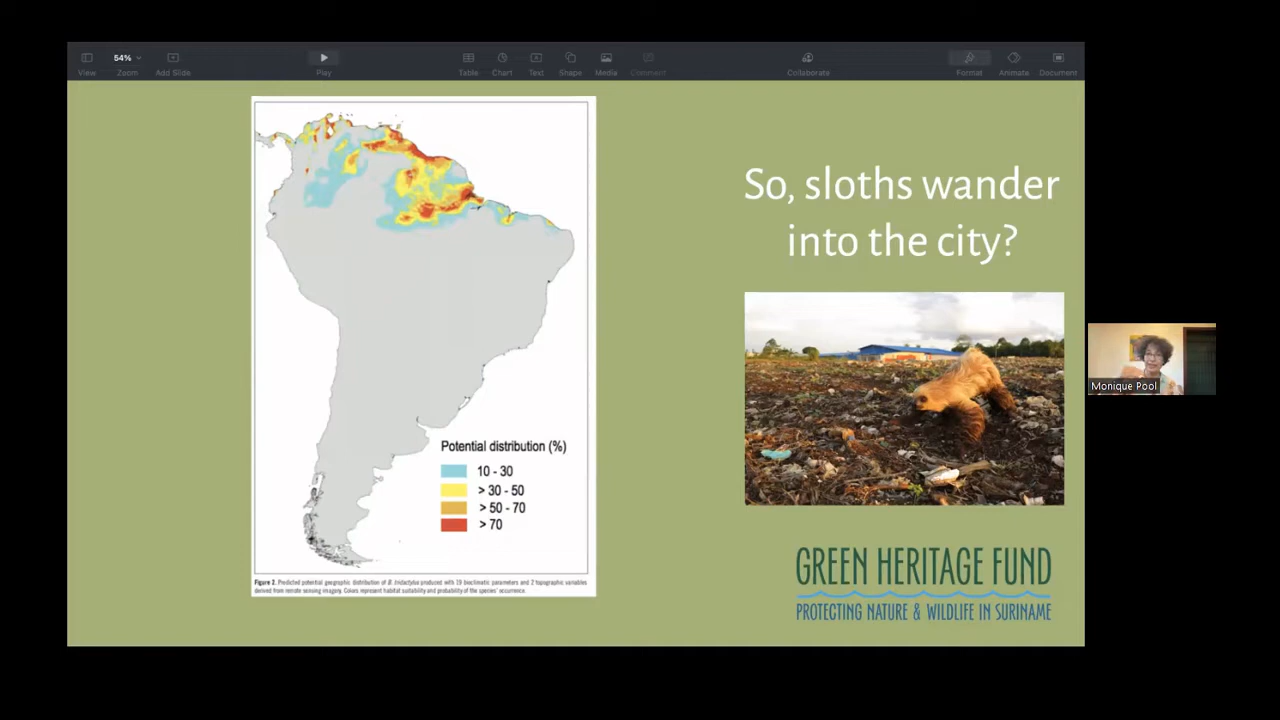 54%
View
Zoom
Add Slide
Play
Table
Chart
Text
Shape
Media
Comment
Collaborate
Format
Animate
Document
So, sloths wander
into the city?
Potential distribution (%)
10 - 30
> 30 - 50
> 50 - 70
> 70
Figure 2. Predicted potential geographic distribution of B. tridactylus produced with 19 bioclimatic parameters and 2 topographic variables
derived from remote sensing imagery. Colors represent habitat suitability and probability of the species' occurrence.
GREEN HERITAGE FUND
PROTECTING NATURE & WILDLIFE IN SURINAME
Monique Pool